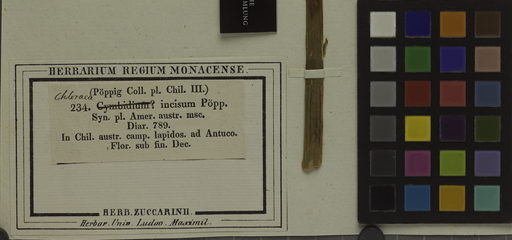 HERBARIUM REGIUM MONACENSE.
(Pöppig Coll. pl. Chil. III.)
Chloraea
234. Cymbidium? incisum Pöpp.
Syn. pl. Amer. austr. msc.
Diar. 789.
In Chil. austr. camp. lapidos. ad Antuco.
Flor. sub fin. Dec.
HERB. ZUCCARINII.
Herbar. Univ. Ludov. Maximil.